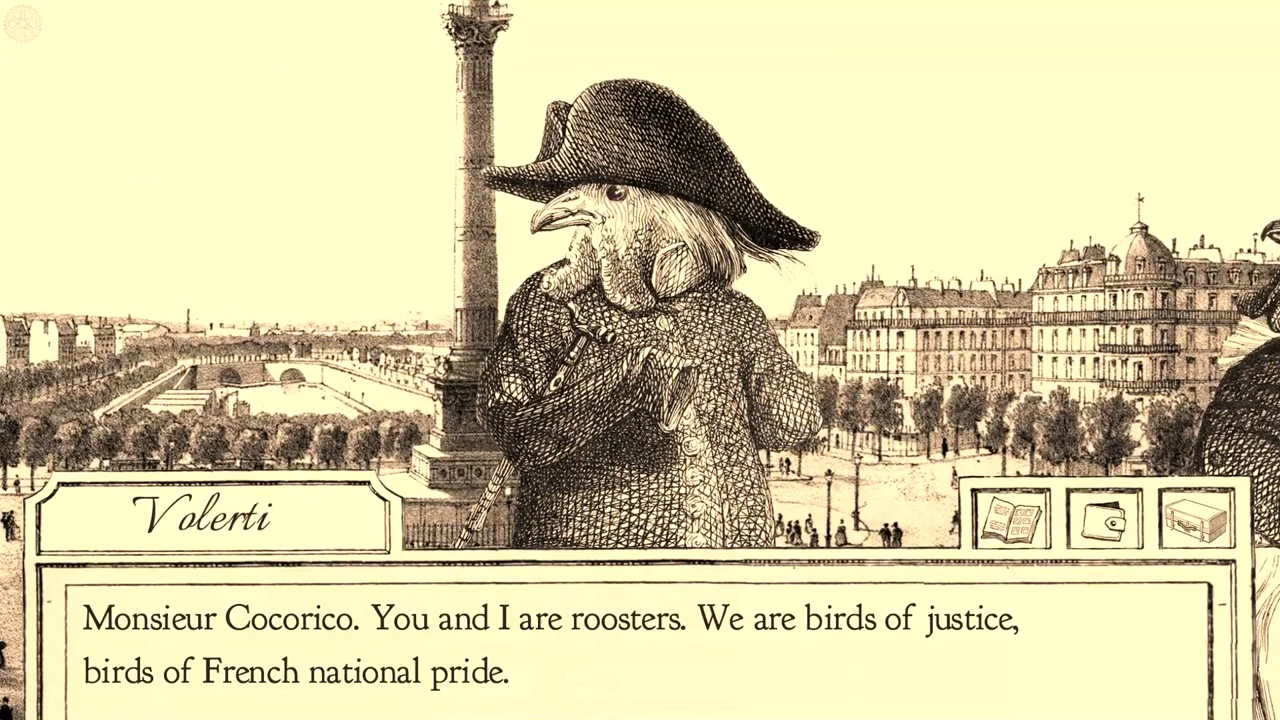 Volerti
Monsieur Cocorico. You and I are roosters. We are birds of justice,
birds of French national pride.